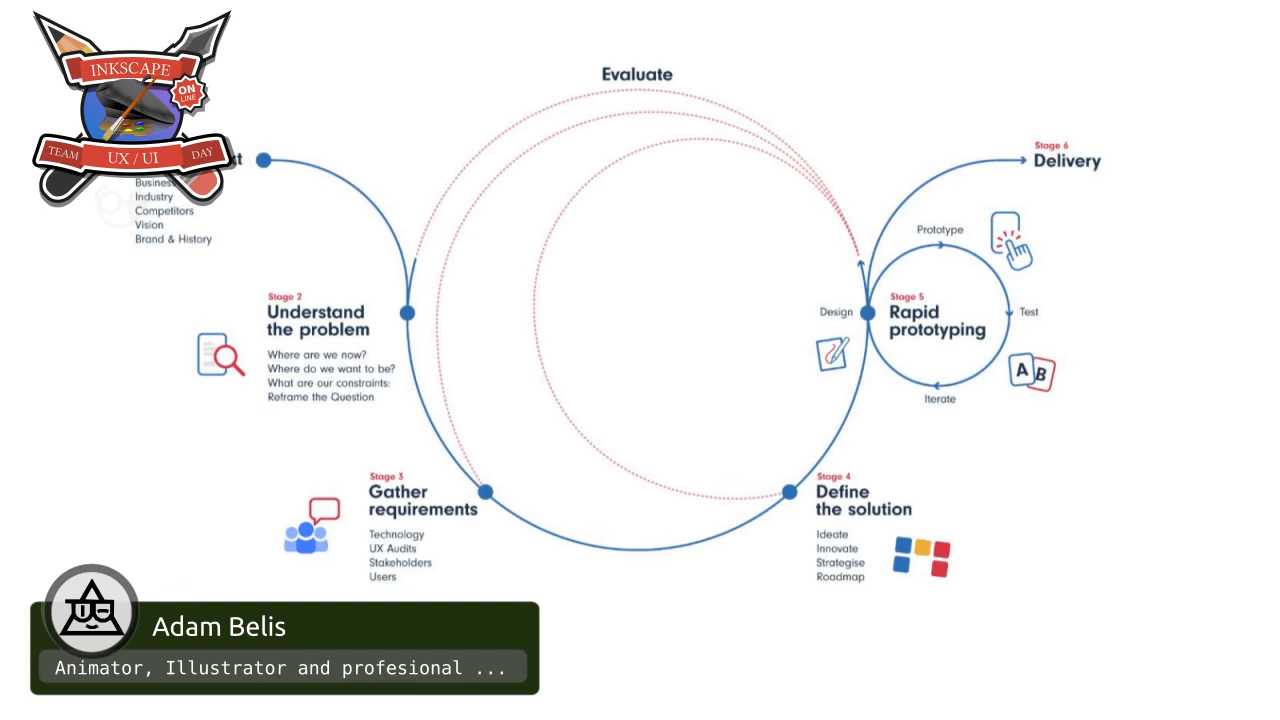 INKSCAPE
ON
LINE
TEAM
UX / UI
DAY
Business
Industry
Competitors
Vision
Brand & History
Evaluate
Stage 2
Understand
the problem
Where are we now?
Where do we want to be?
What are our constraints:
Reframe the Question
Stage 3
Gather
requirements
Technology
UX Audits
Stakeholders
Users
Stage 4
Define
the solution
Ideate
Innovate
Strategise
Roadmap
Design
Stage 5
Rapid
prototyping
Prototype
Test
Iterate
A B
Stage 6
Delivery
Adam Belis
Animator, Illustrator and profesional ...